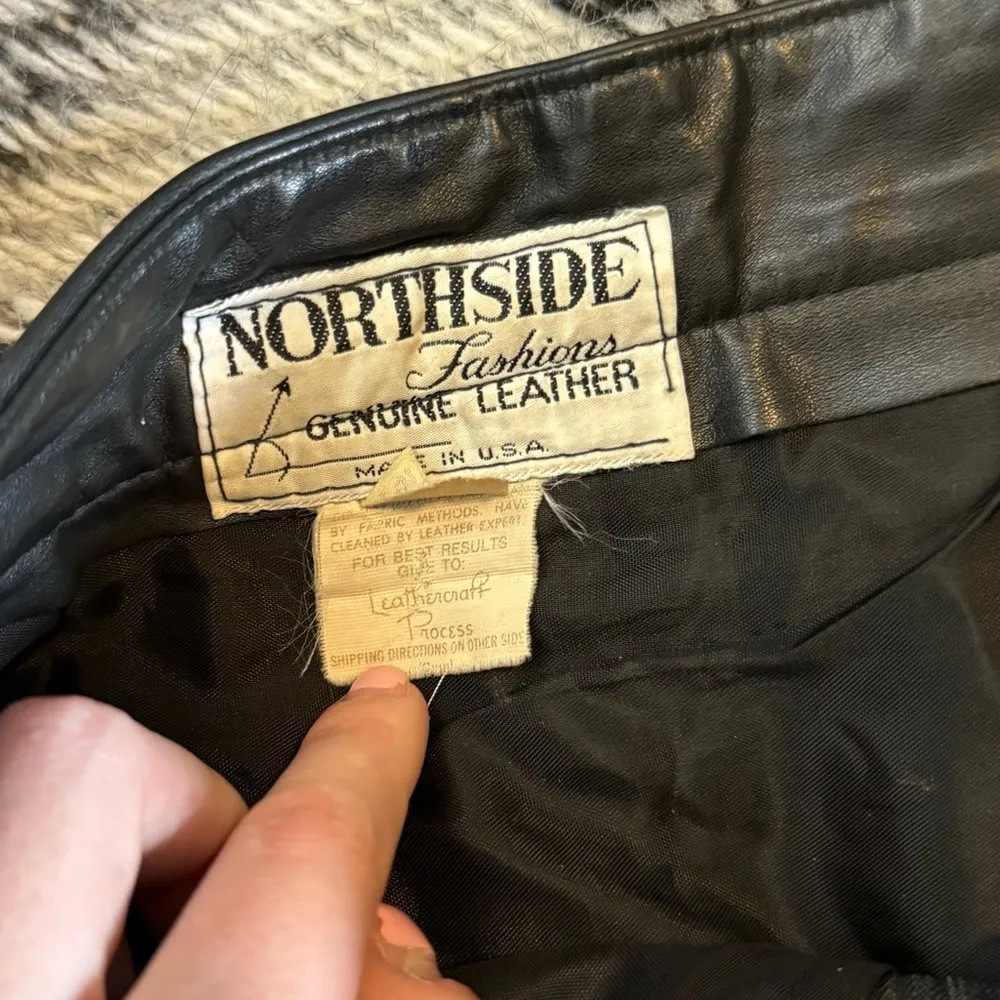 NORTHSIDE
Fashions
GENUINE LEATHER
MADE IN U.S.A.
BY FABRIC METHODS. HAVE
CLEANED BY LEATHER EXPERT.
FOR BEST RESULTS
GIVE TO:
Leathercraft
Process
SHIPPING DIRECTIONS ON OTHER SIDE